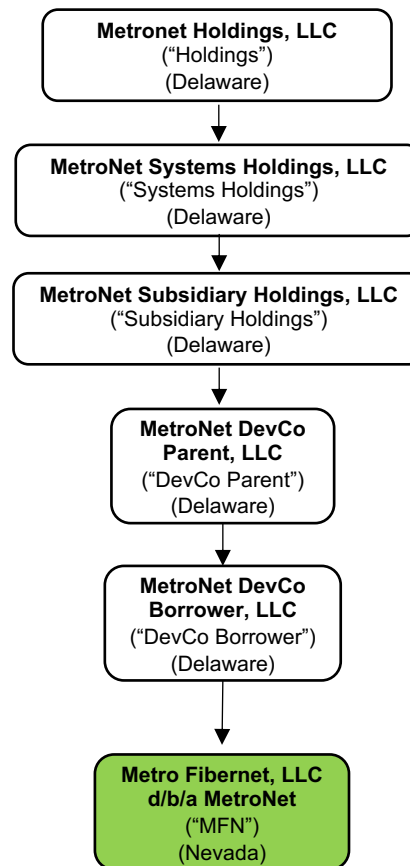 Metronet Holdings, LLC
(“Holdings”)
(Delaware)
MetroNet Systems Holdings, LLC
(“Systems Holdings”)
(Delaware)
MetroNet Subsidiary Holdings, LLC
(“Subsidiary Holdings”)
(Delaware)
MetroNet DevCo
Parent, LLC
(“DevCo Parent”)
(Delaware)
MetroNet DevCo
Borrower, LLC
(“DevCo Borrower”)
(Delaware)
Metro Fibernet, LLC
d/b/a MetroNet
(“MFN”)
(Nevada)